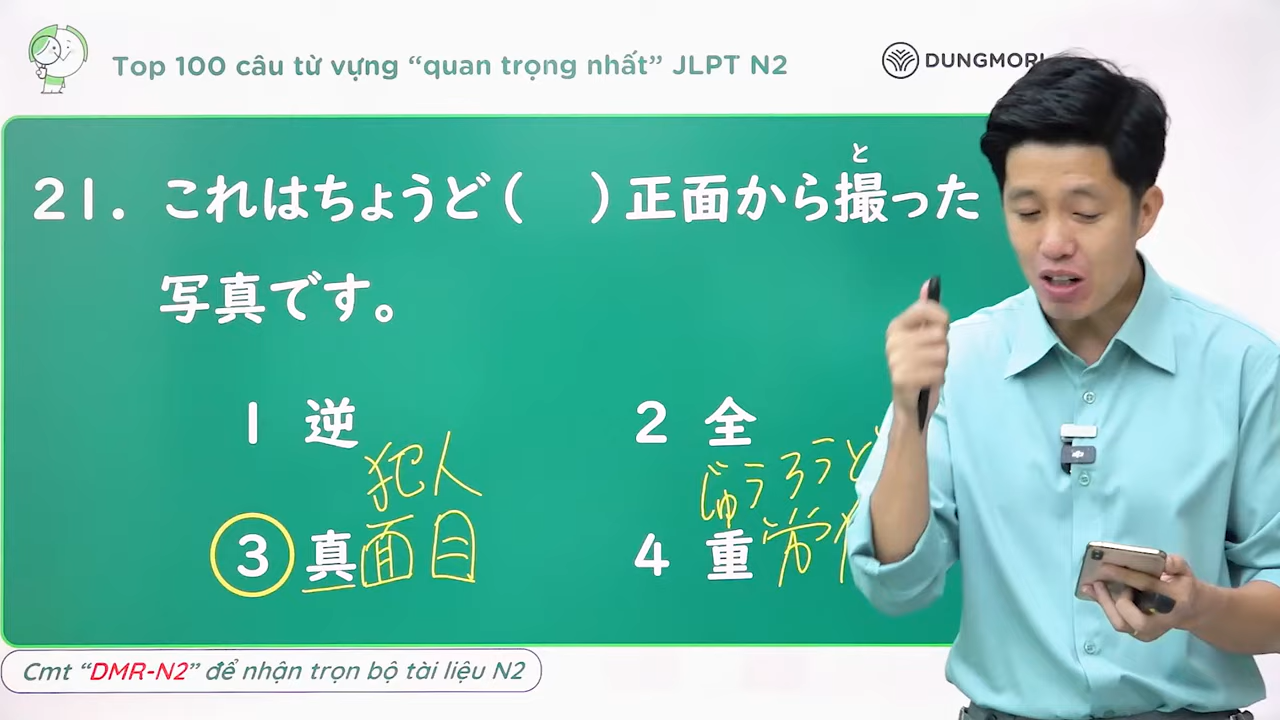 Top 100 câu từ vựng “quan trọng nhất” JLPT N2
DUNGMORI
と
21. これはちょうど（　）正面から撮った
写真です。
1 逆
2 全
犯人
じゅうろうど
3 真面目
4 重労
Cmt “DMR-N2” để nhận trọn bộ tài liệu N2